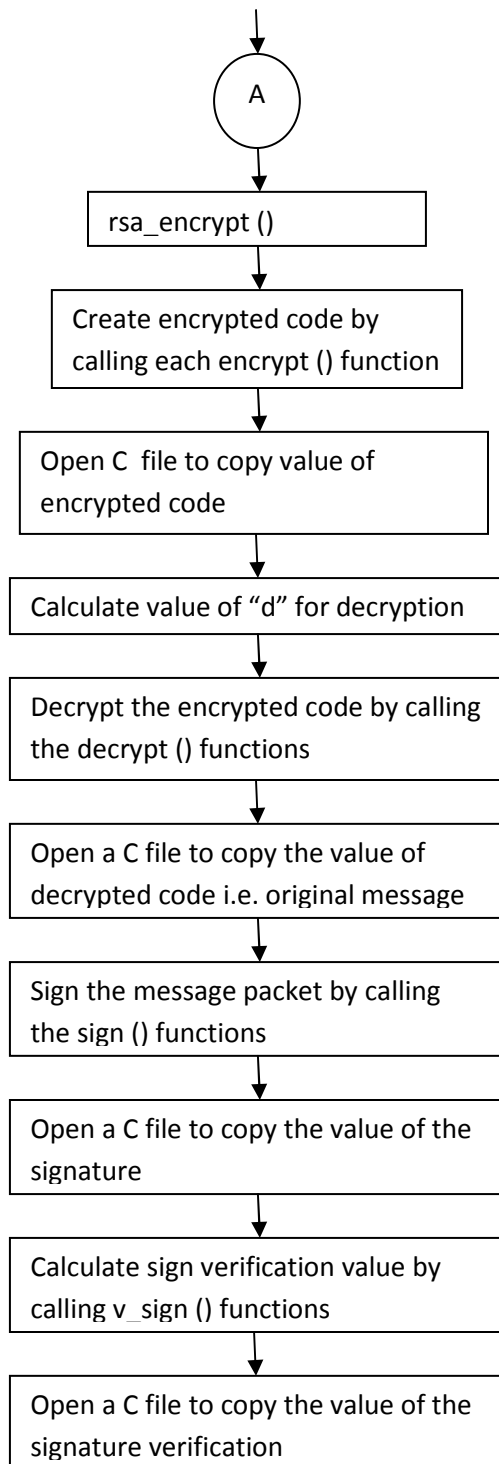 A
rsa_encrypt ()
Create encrypted code by
calling each encrypt () function
Open C  file to copy value of
encrypted code
Calculate value of “d” for decryption
Decrypt the encrypted code by calling
the decrypt () functions
Open a C file to copy the value of
decrypted code i.e. original message
Sign the message packet by calling
the sign () functions
Open a C file to copy the value of the
signature
Calculate sign verification value by
calling v_sign () functions
Open a C file to copy the value of the
signature verification